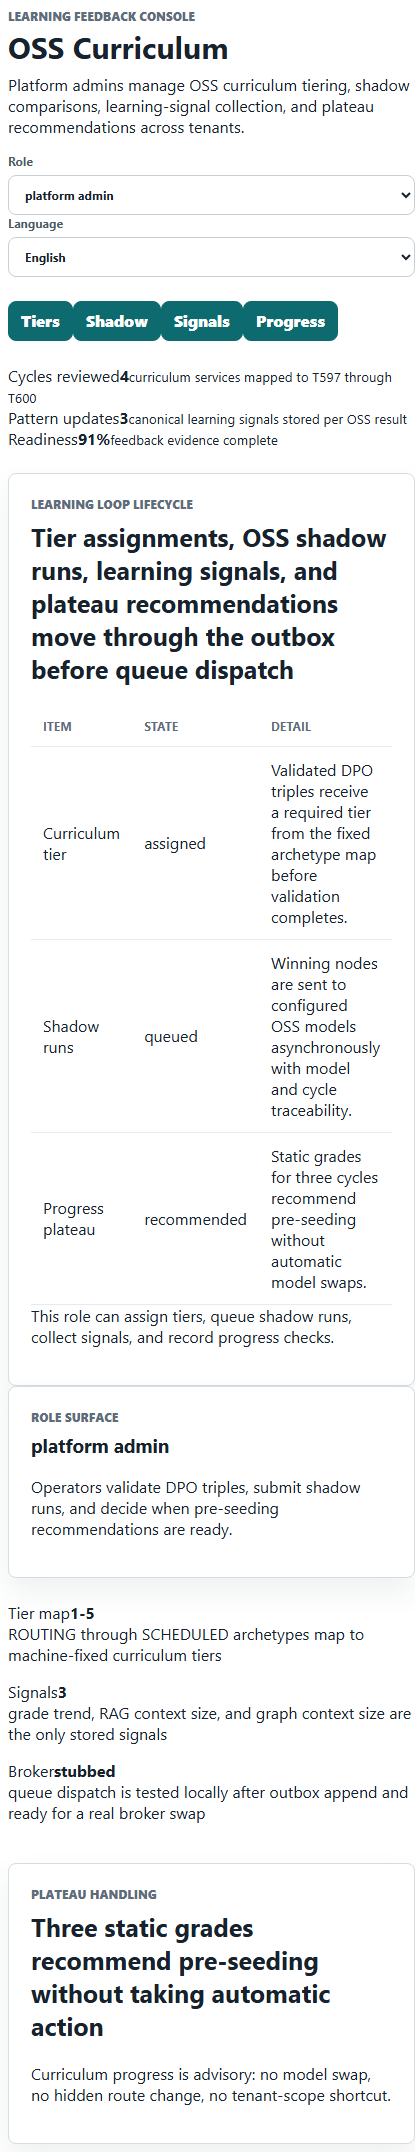 LEARNING FEEDBACK CONSOLE
OSS Curriculum
Platform admins manage OSS curriculum tiering, shadow
comparisons, learning-signal collection, and plateau
recommendations across tenants.
Role
platform admin
Language
English
Tiers Shadow Signals Progress
Cycles reviewed4curriculum services mapped to T597 through
T600
Pattern updates3canonical learning signals stored per OSS result
Readiness91%feedback evidence complete
LEARNING LOOP LIFECYCLE
Tier assignments, OSS shadow
runs, learning signals, and
plateau recommendations
move through the outbox
before queue dispatch
ITEM STATE DETAIL
Curriculum
tier
assigned
Validated DPO
triples receive
a required tier
from the fixed
archetype map
before
validation
completes.
Shadow
runs
queued
Winning nodes
are sent to
configured
OSS models
asynchronously
with model
and cycle
traceability.
Progress
plateau
recommended
Static grades
for three cycles
recommend
pre-seeding
without
automatic
model swaps.
This role can assign tiers, queue shadow runs,
collect signals, and record progress checks.
ROLE SURFACE
platform admin
Operators validate DPO triples, submit shadow
runs, and decide when pre-seeding
recommendations are ready.
Tier map1-5
ROUTING through SCHEDULED archetypes map to
machine-fixed curriculum tiers
Signals3
grade trend, RAG context size, and graph context size are
the only stored signals
Brokerstubbed
queue dispatch is tested locally after outbox append and
ready for a real broker swap
PLATEAU HANDLING
Three static grades
recommend pre-seeding
without taking automatic
action
Curriculum progress is advisory: no model swap,
no hidden route change, no tenant-scope shortcut.